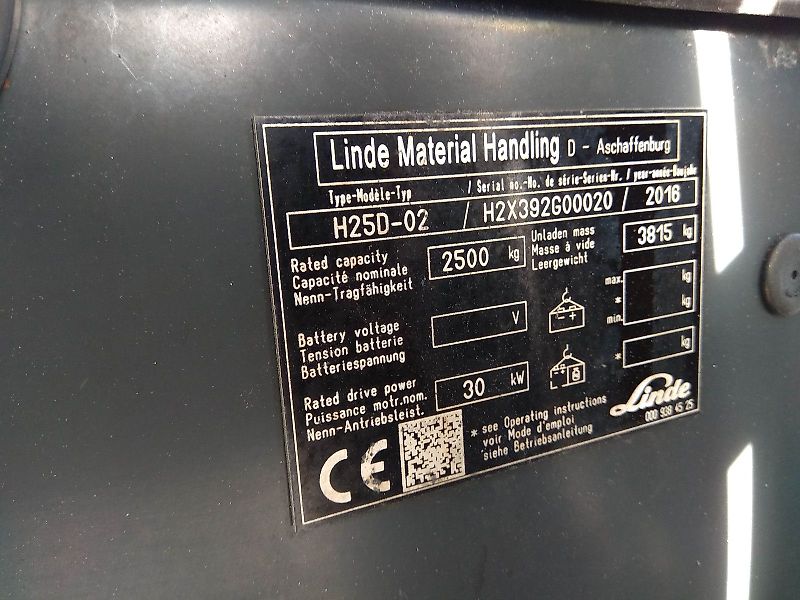 Linde Material Handling D - Aschaffenburg
Type-Modèle-Typ / Serial no.-No. de série-Series-Nr. / year-année-Baujahr
H25D-02 / H2X392G00020 / 2016
Rated capacity
Capacité nominale
Nenn-Tragfähigkeit
2500 kg
Unladen mass
Masse à vide
Leergewicht
3815 kg
Battery voltage
Tension batterie
Batteriespannung
V
- +
max. kg
* kg
min.
* kg
Rated drive power
Puissance motr.nom.
Nenn-Antriebsleist.
30 kW
CE
* see Operating instructions
voir Mode d'emploi
siehe Betriebsanleitung
Linde
000 938 45 25